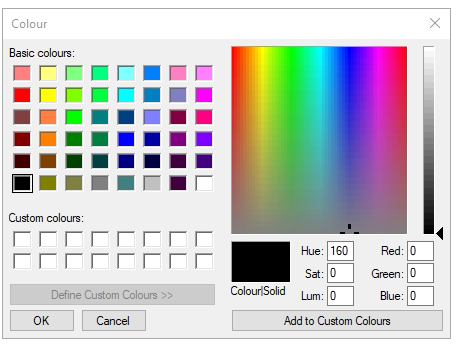 Colour
Basic colours:
Custom colours:
Define Custom Colours >>
OK Cancel
Colour|Solid
Hue: 160 Red: 0
Sat: 0 Green: 0
Lum: 0 Blue: 0
Add to Custom Colours